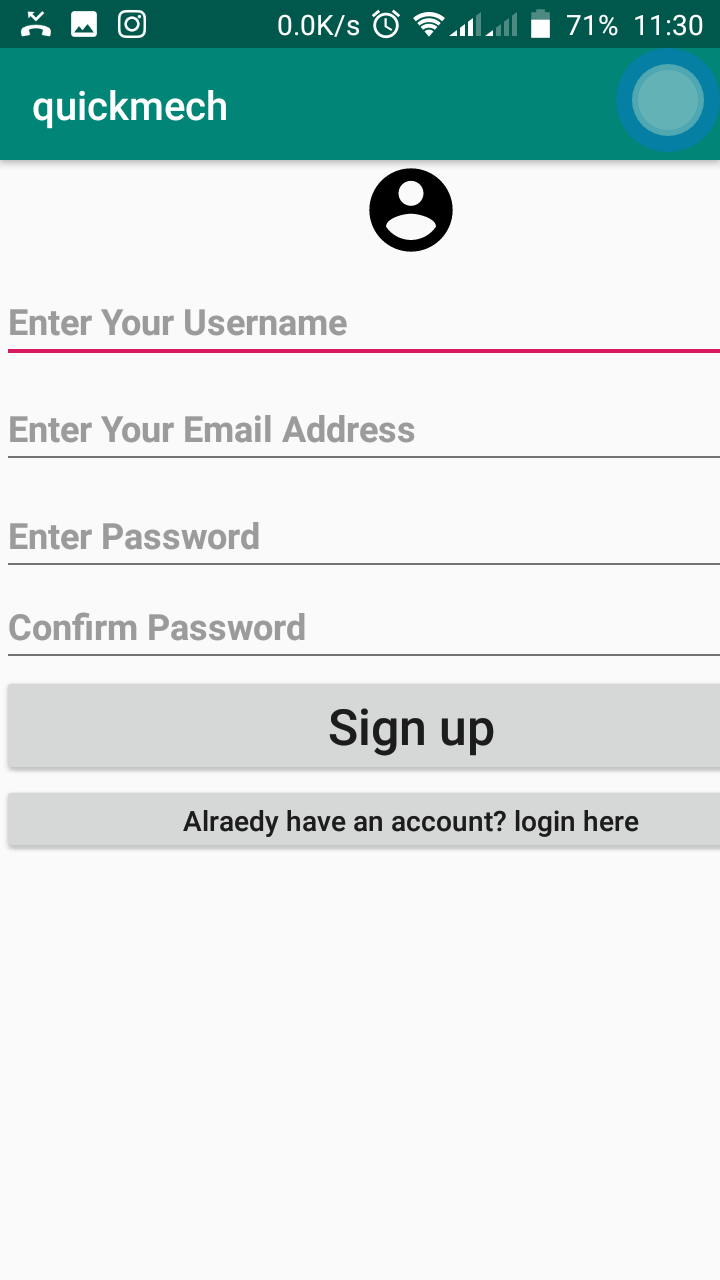 0.0K/s 71% 11:30
quickmech
Enter Your Username
Enter Your Email Address
Enter Password
Confirm Password
Sign up
Alraedy have an account? login here